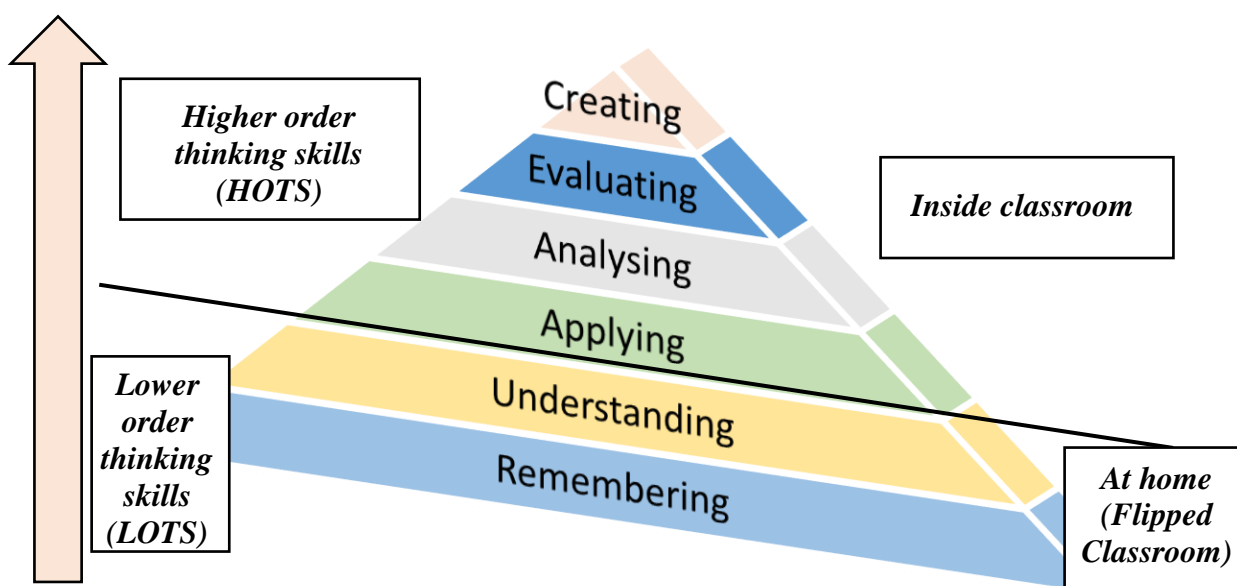 Higher order
thinking skills
(HOTS)
Creating
Evaluating
Analysing
Applying
Understanding
Remembering
Inside classroom
Lower
order
thinking
skills
(LOTS)
At home
(Flipped
Classroom)